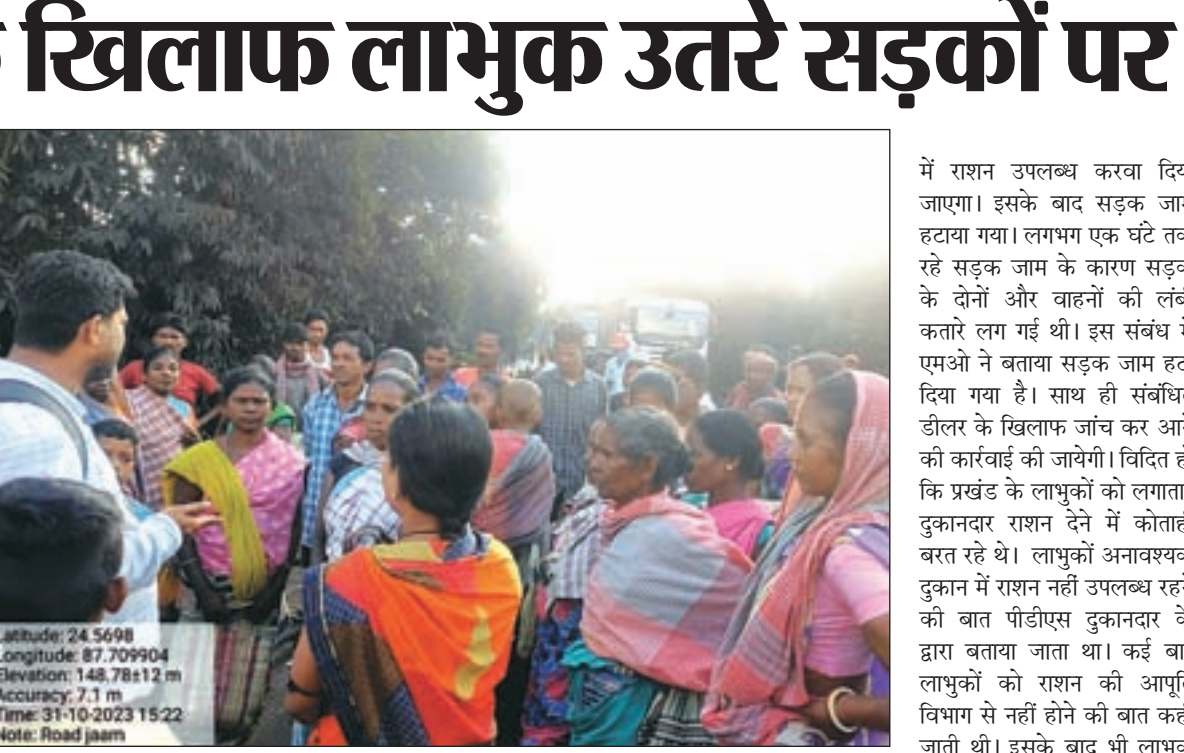 खिलाफ लाभुक उतरे सड़कों पर
में राशन उपलब्ध करवा दिय
जाएगा। इसके बाद सड़क जाम
हटाया गया। लगभग एक घंटे तक
रहे सड़क जाम के कारण सड़क
के दोनों और वाहनों की लंबी
कतारे लग गई थी। इस संबंध में
एमओ ने बताया सड़क जाम हटा
दिया गया है। साथ ही संबंधित
डीलर के खिलाफ जांच कर आगे
की कार्रवाई की जायेगी। विदित हो
कि प्रखंड के लाभुकों को लगाता
दुकानदार राशन देने में कोताही
बरत रहे थे। लाभुकों अनावश्यक
दुकान में राशन नहीं उपलब्ध रहने
की बात पीडीएस दुकानदार के
द्वारा बताया जाता था। कई बा
लाभुकों को राशन की आपूर्ति
विभाग से नहीं होने की बात कही
जाती थी। इसके बाद भी लाभुक
Latitude: 24.5698
Longitude: 87.709904
Elevation: 148.78±12 m
Accuracy: 7.1 m
Time: 31-10-2023 15:22
Note: Road jaam